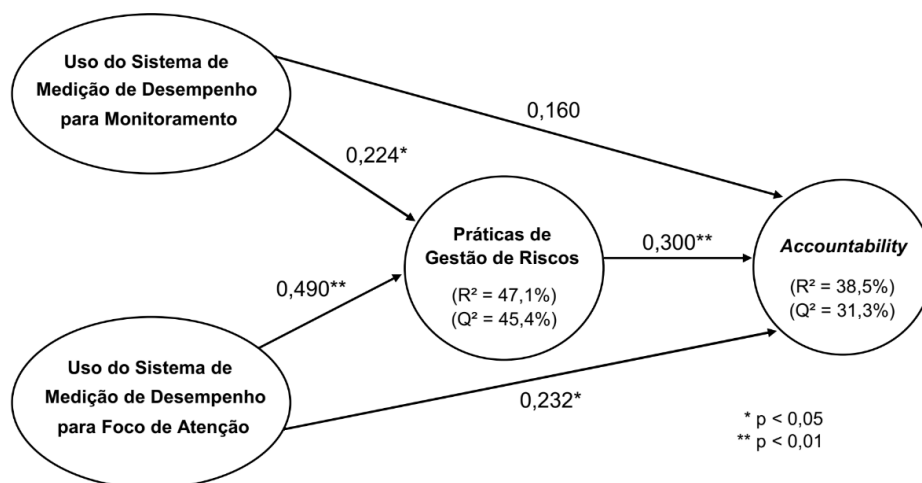 Uso do Sistema de
Medição de Desempenho
para Monitoramento
0,160
0,224*
Práticas de
Gestão de Riscos
(R² = 47,1%)
(Q² = 45,4%)
0,300**
Accountability
(R² = 38,5%)
(Q² = 31,3%)
0,490**
Uso do Sistema de
Medição de Desempenho
para Foco de Atenção
0,232*
* p < 0,05
** p < 0,01